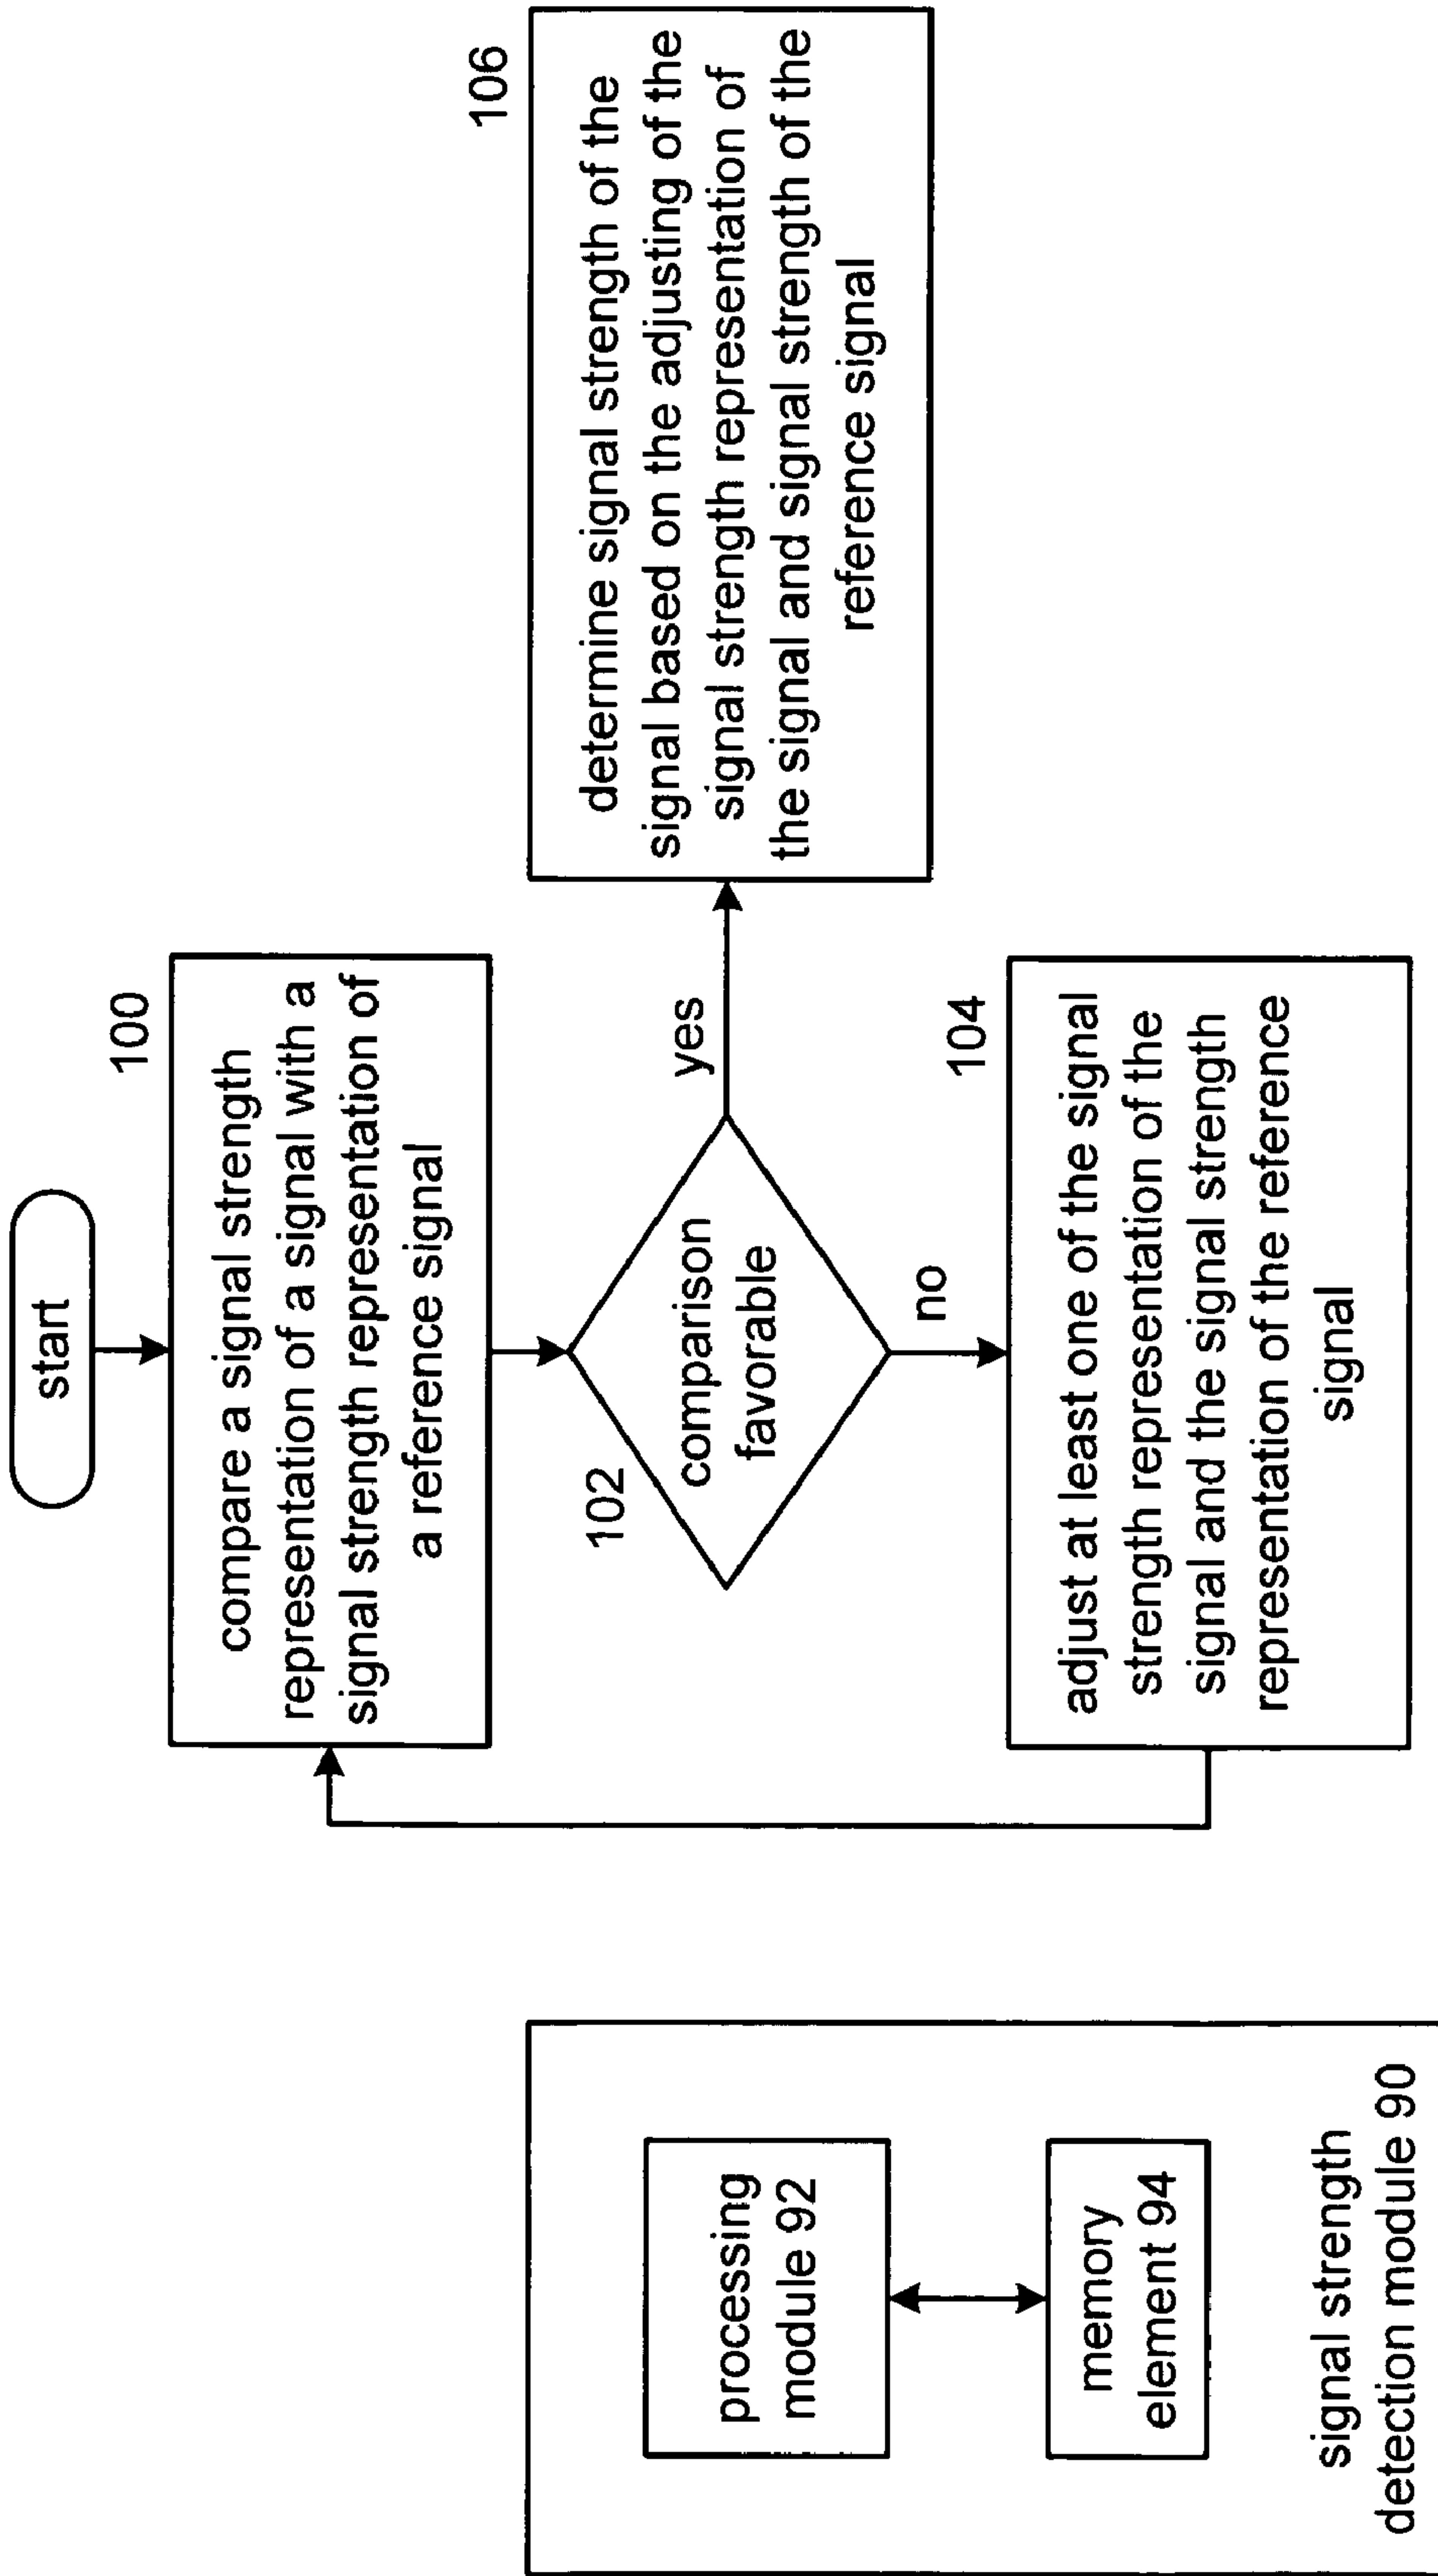 processing
module 92
memory
element 94
signal strength
detection module 90
start
100
compare a signal strength
representation of a signal with a
signal strength representation of
a reference signal
102
comparison
favorable
yes
no
106
determine signal strength of the
signal based on the adjusting of the
signal strength representation of
the signal and signal strength of the
reference signal
104
adjust at least one of the signal
strength representation of the
signal and the signal strength
representation of the reference
signal